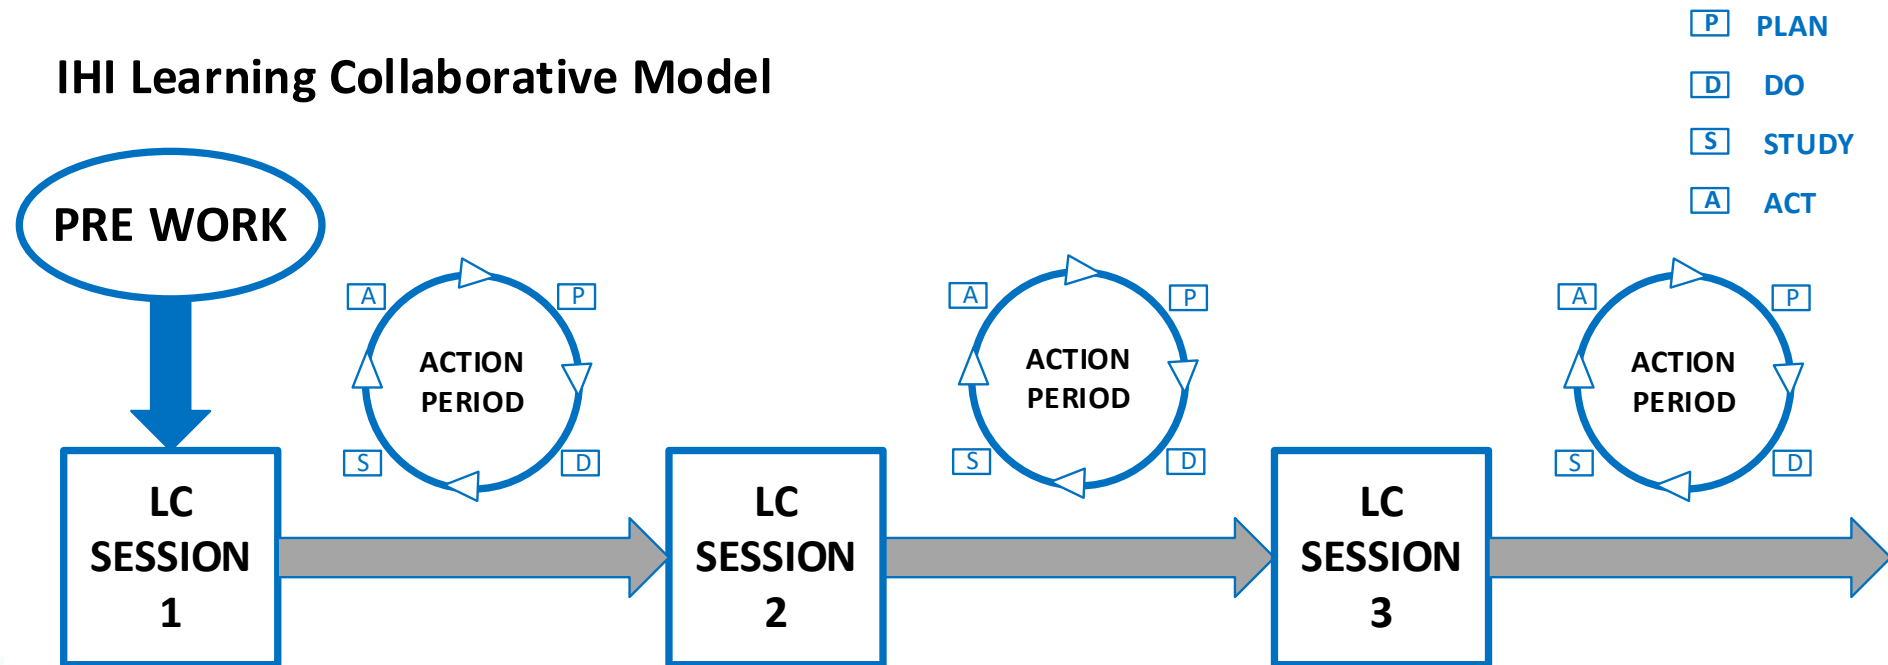 IHI Learning Collaborative Model
P PLAN
D DO
S STUDY
A ACT
PRE WORK
A
P
ACTION
PERIOD
S
D
A
P
ACTION
PERIOD
S
D
A
P
ACTION
PERIOD
S
D
LC
SESSION
1
LC
SESSION
2
LC
SESSION
3